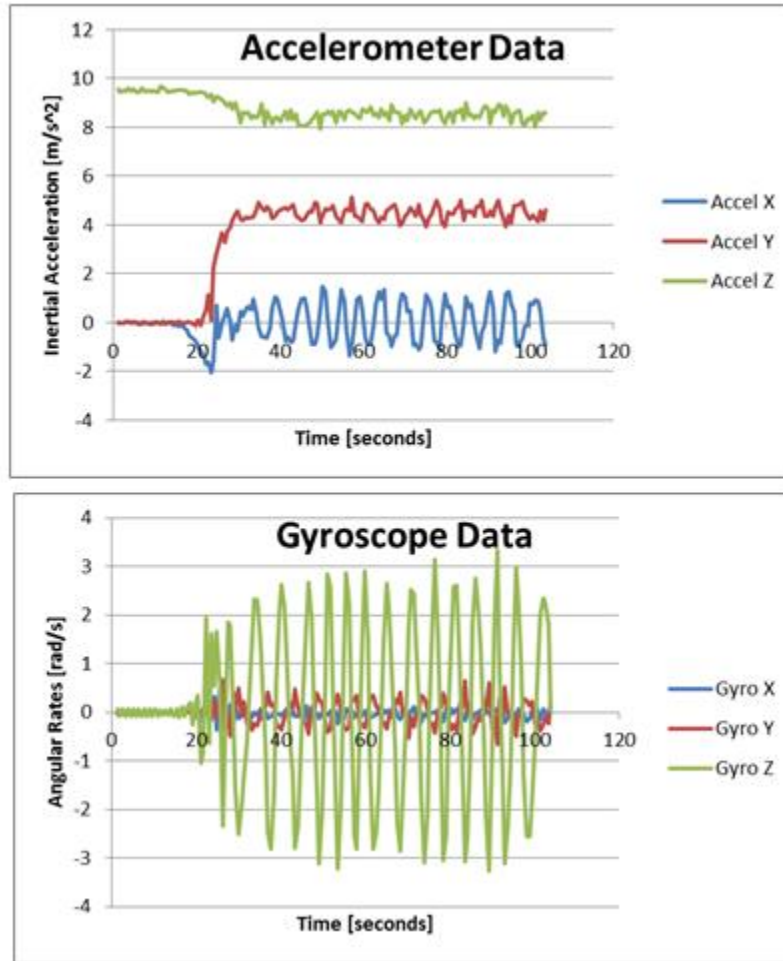 Accelerometer Data
12
10
8
6
4
2
0
-2
-4
0 20 40 60 80 100 120
Inertial Acceleration [m/s^2]
Time [seconds]
Accel X
Accel Y
Accel Z
Gyroscope Data
4
3
2
1
0
-1
-2
-3
-4
0 20 40 60 80 100 120
Angular Rates [rad/s]
Time [seconds]
Gyro X
Gyro Y
Gyro Z